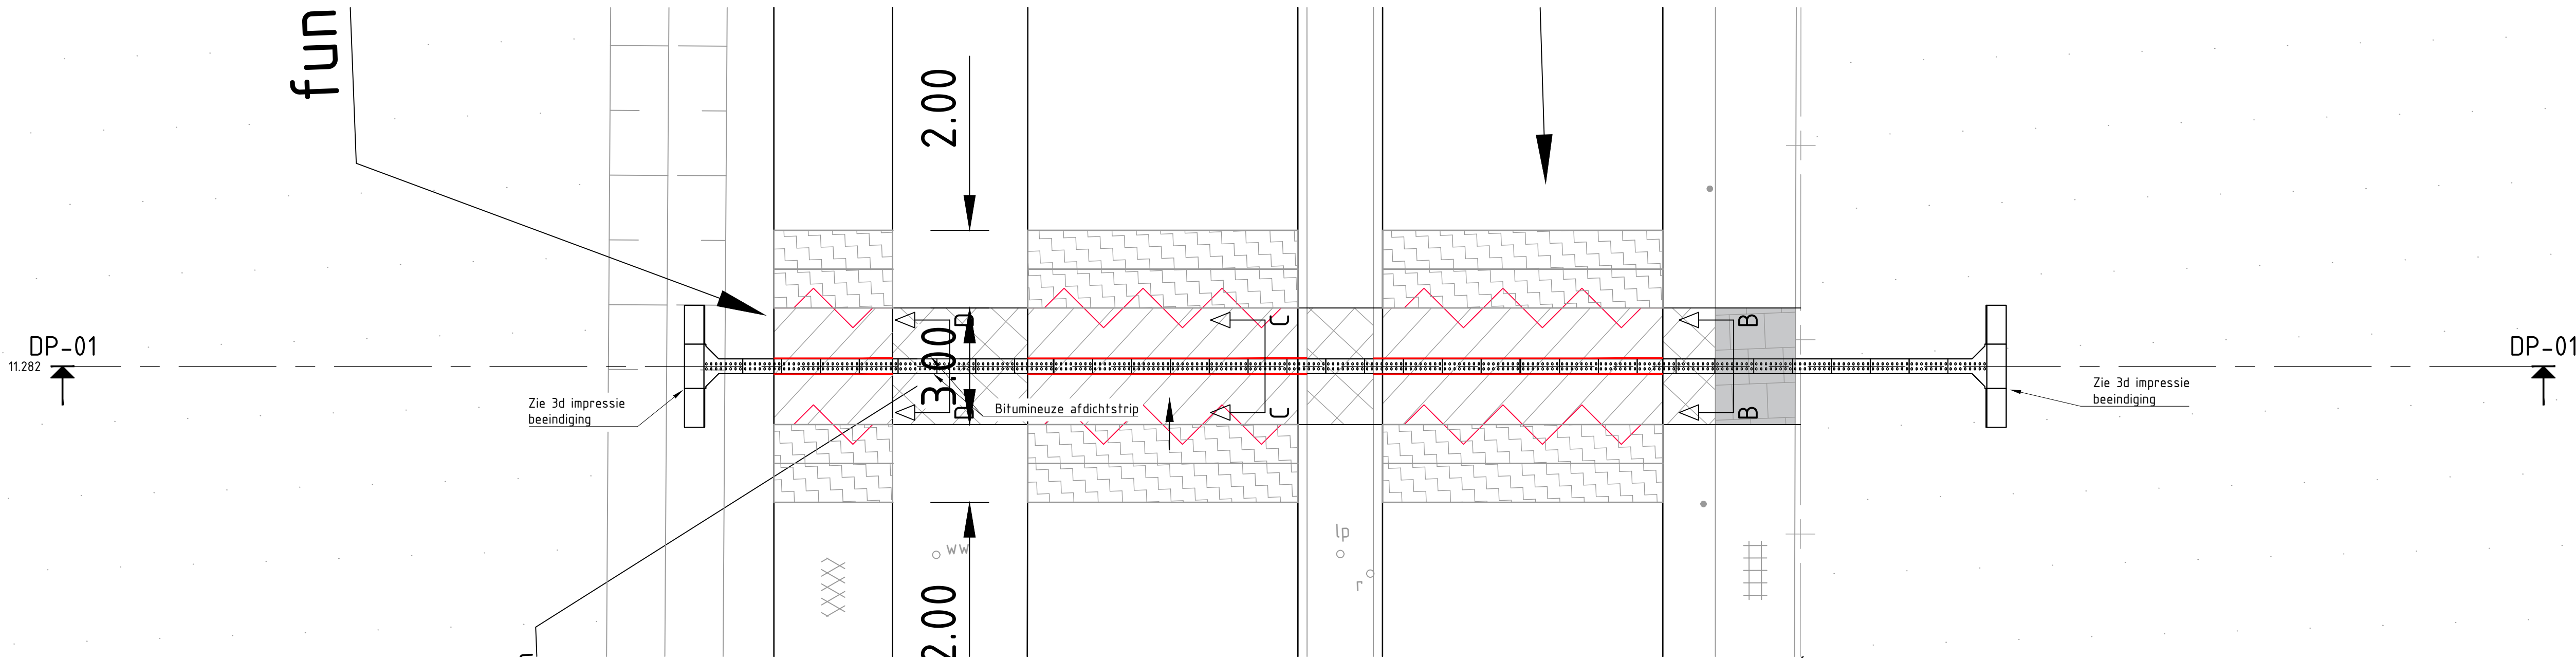 fun
2.00
DP-01
11.282
DP-01
3.00
D
D
C
C
B
B
Zie 3d impressie
beeindiging
Bitumineuze afdichtstrip
Zie 3d impressie
beeindiging
ww
lp
r
2.00